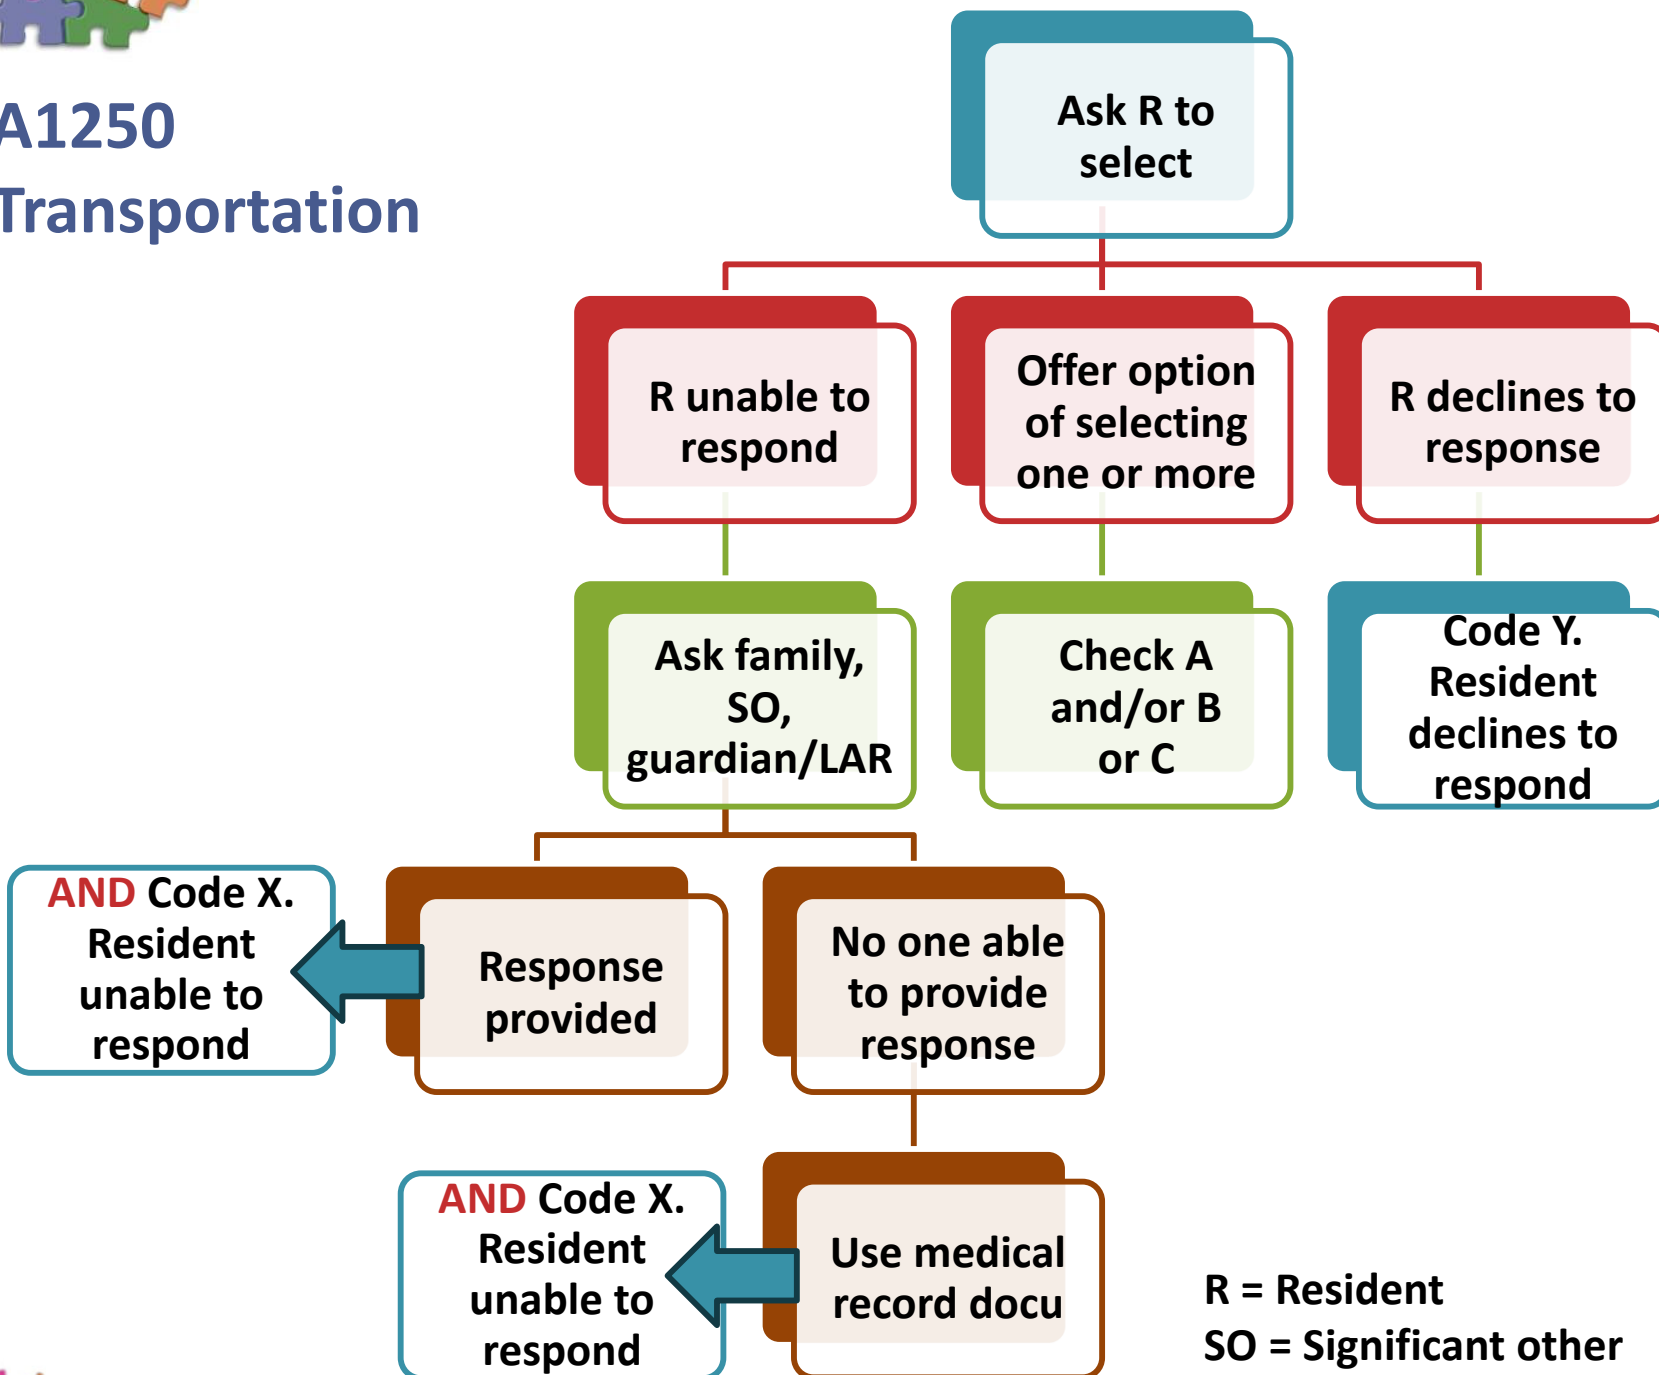 A1250
Transportation
Ask R to
select
R unable to
respond
Offer option
of selecting
one or more
R declines to
response
Ask family,
SO,
guardian/LAR
Check A
and/or B
or C
Code Y.
Resident
declines to
respond
AND Code X.
Resident
unable to
respond
Response
provided
No one able
to provide
response
AND Code X.
Resident
unable to
respond
Use medical
record docu
R = Resident
SO = Significant other